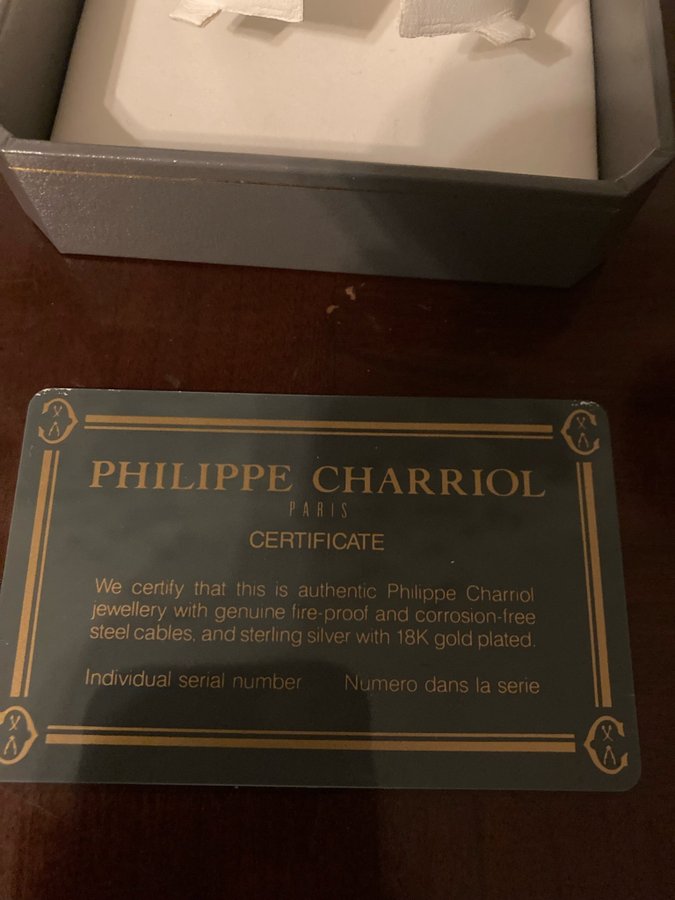 PHILIPPE CHARRIOL
PARIS
CERTIFICATE
We certify that this is authentic Philippe Charriol
jewellery with genuine fire-proof and corrosion-free
steel cables, and sterling silver with 18K gold plated.
Individual serial number Numero dans la serie